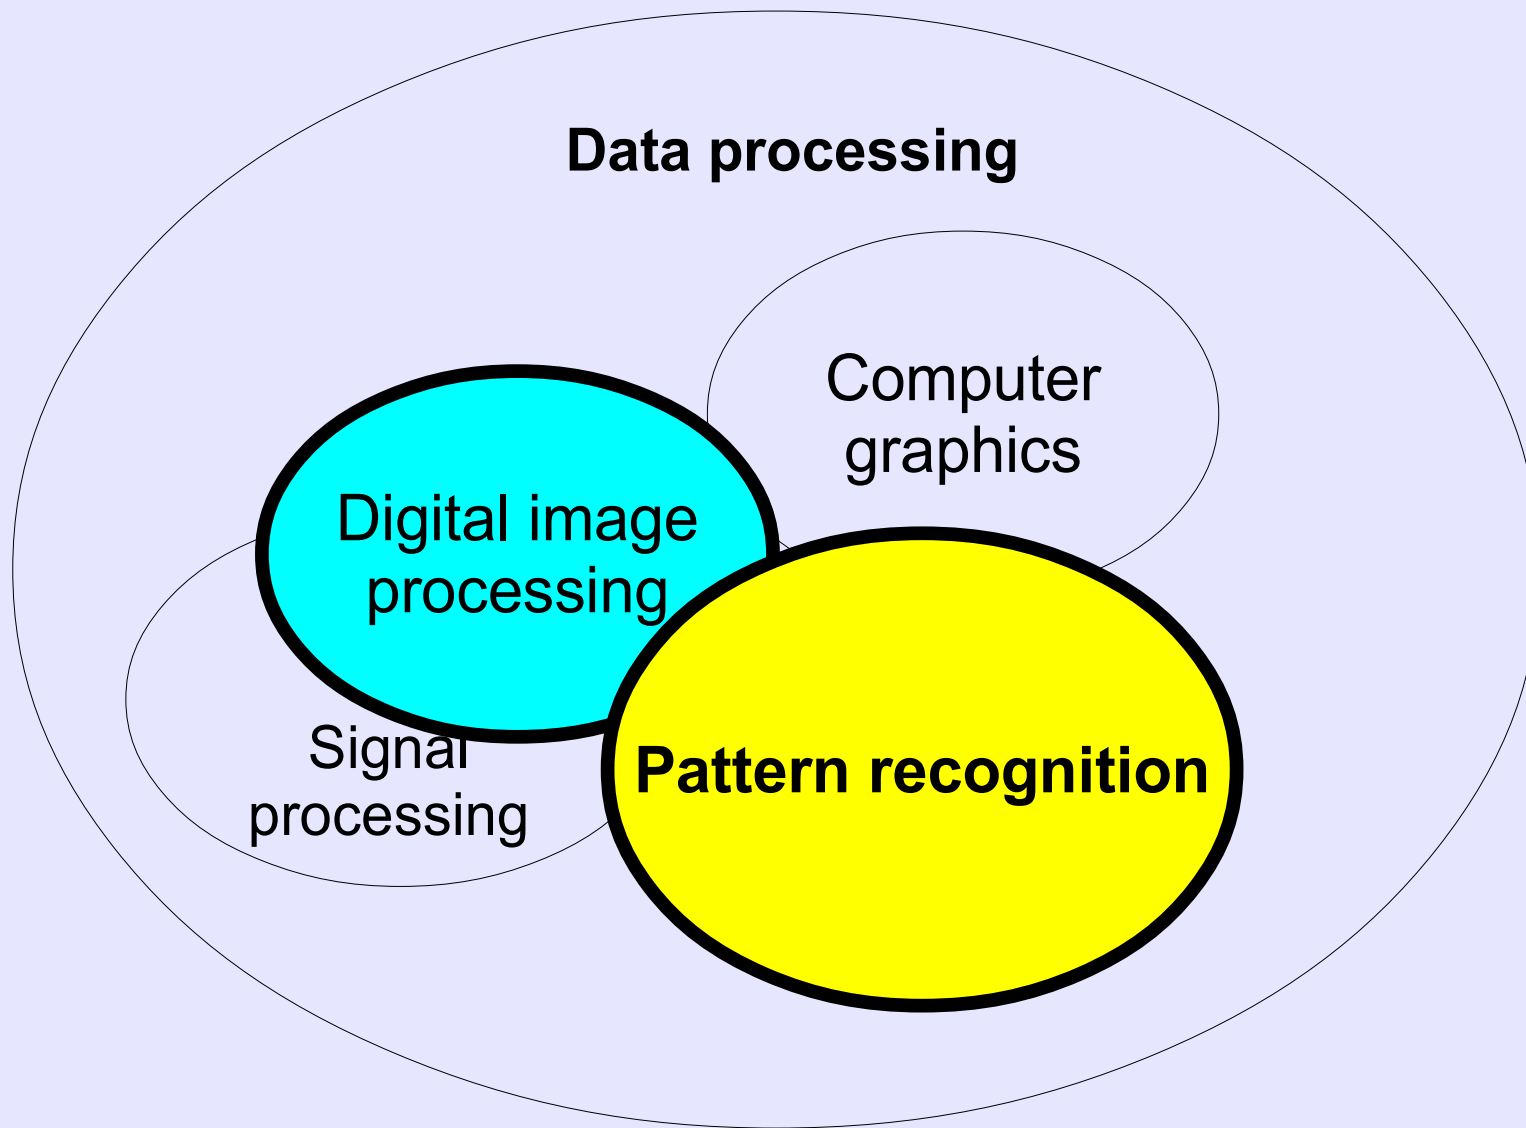 Data processing
Computer
graphics
Digital image
processing
Signal
processing
Pattern recognition